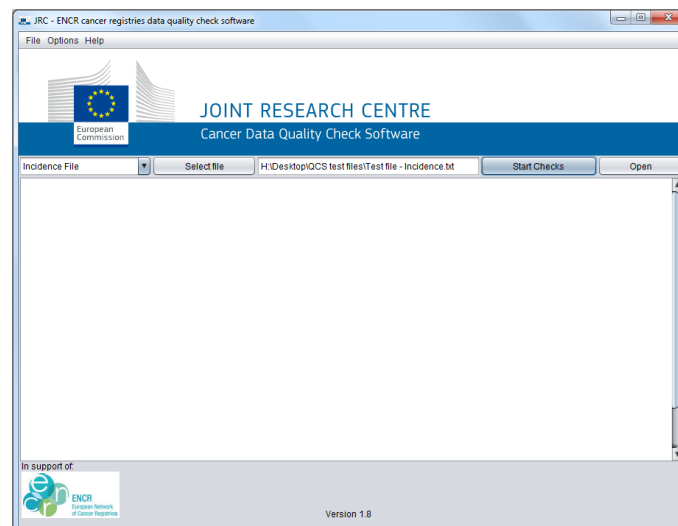 JRC - ENCR cancer registries data quality check software
File Options Help
European
Commission
JOINT RESEARCH CENTRE
Cancer Data Quality Check Software
Incidence File
Select file
H:\Desktop\QCS test files\Test file - Incidence.txt
Start Checks
Open
In support of:
encr
ENCR
European Network
of Cancer Registries
Version 1.8